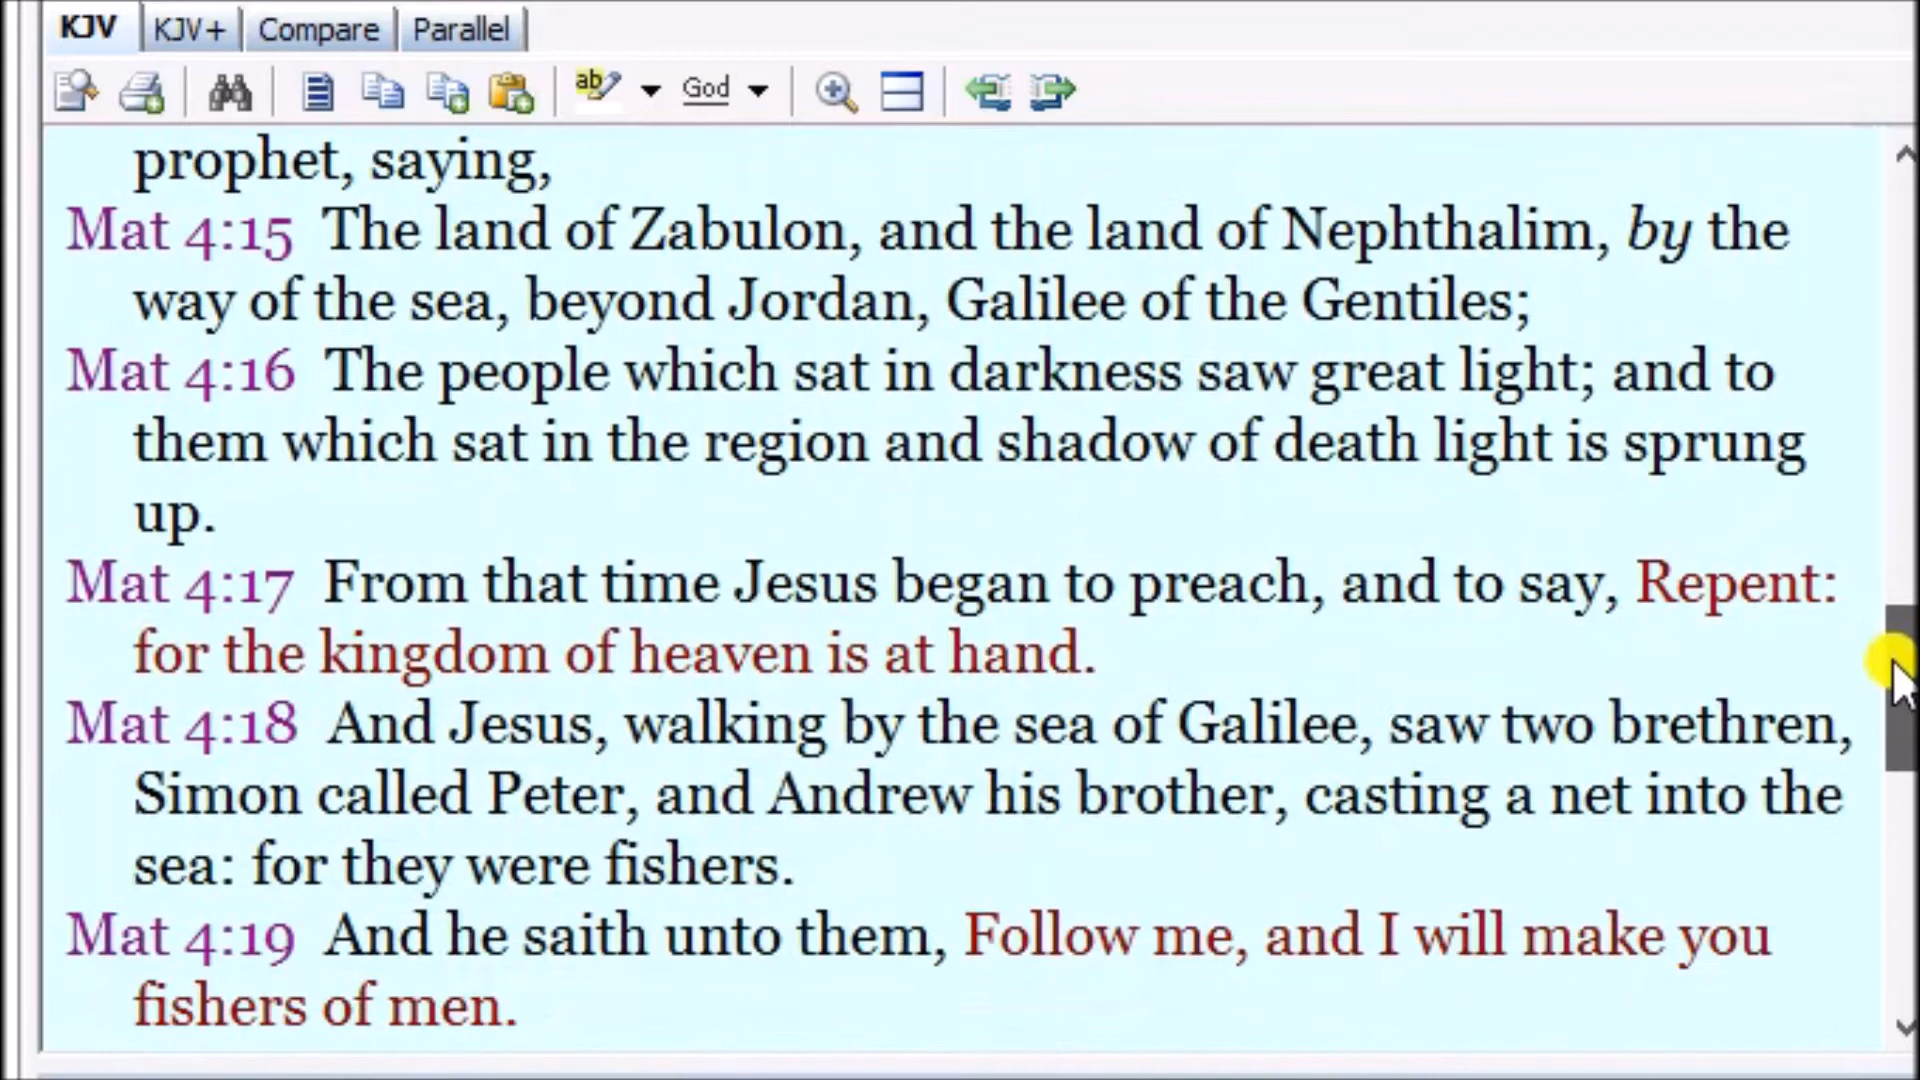 KJV KJV+ Compare Parallel
ab God
prophet, saying,
Mat 4:15 The land of Zabulon, and the land of Nephthalim, by the
way of the sea, beyond Jordan, Galilee of the Gentiles;
Mat 4:16 The people which sat in darkness saw great light; and to
them which sat in the region and shadow of death light is sprung
up.
Mat 4:17 From that time Jesus began to preach, and to say, Repent:
for the kingdom of heaven is at hand.
Mat 4:18 And Jesus, walking by the sea of Galilee, saw two brethren,
Simon called Peter, and Andrew his brother, casting a net into the
sea: for they were fishers.
Mat 4:19 And he saith unto them, Follow me, and I will make you
fishers of men.